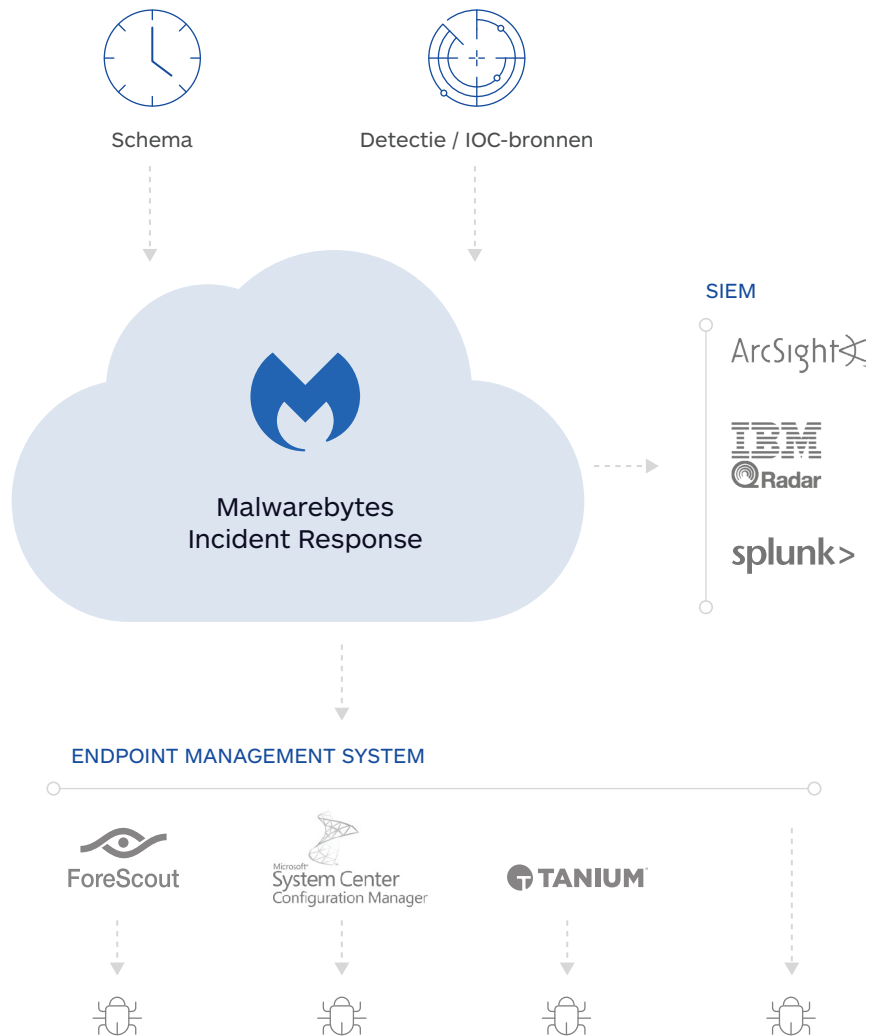 Schema
Detectie / IOC-bronnen
SIEM
ArcSight
IBM
QRadar
splunk>
Malwarebytes
Incident Response
ENDPOINT MANAGEMENT SYSTEM
ForeScout
Microsoft®
System Center
Configuration Manager
TANIUM